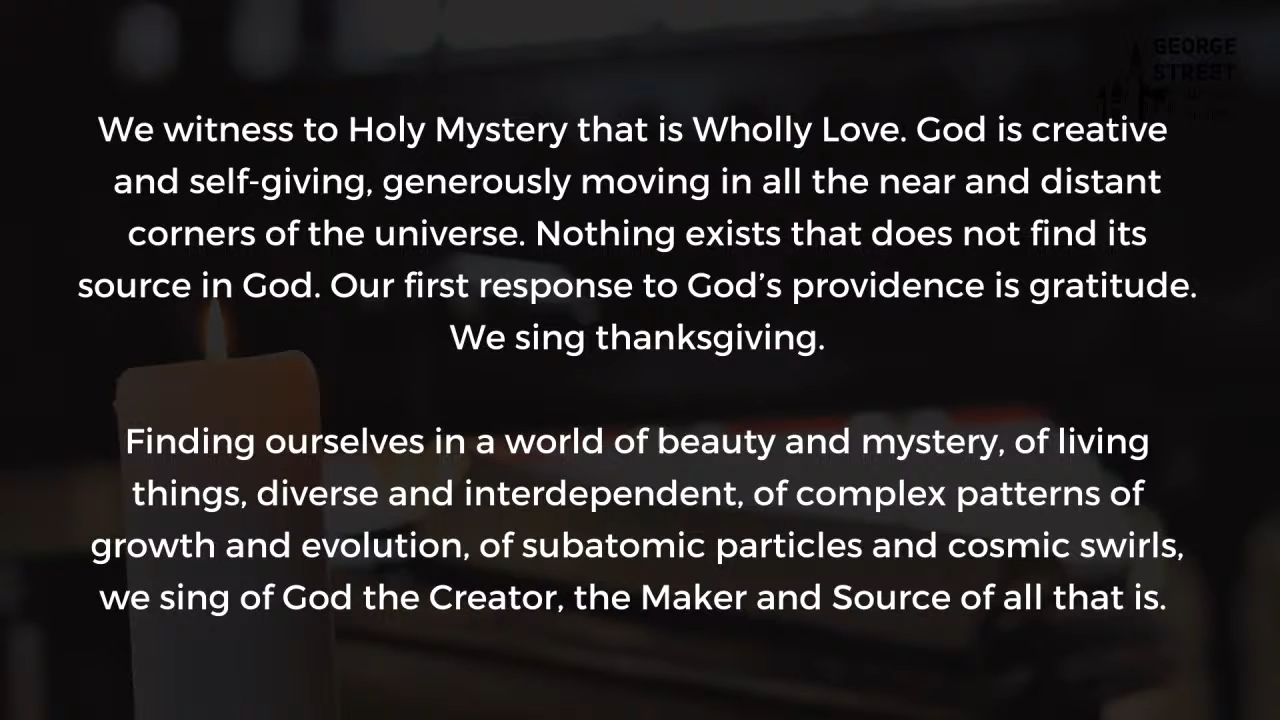 GEORGE
STREET
We witness to Holy Mystery that is Wholly Love. God is creative
and self-giving, generously moving in all the near and distant
corners of the universe. Nothing exists that does not find its
source in God. Our first response to God’s providence is gratitude.
We sing thanksgiving.
Finding ourselves in a world of beauty and mystery, of living
things, diverse and interdependent, of complex patterns of
growth and evolution, of subatomic particles and cosmic swirls,
we sing of God the Creator, the Maker and Source of all that is.